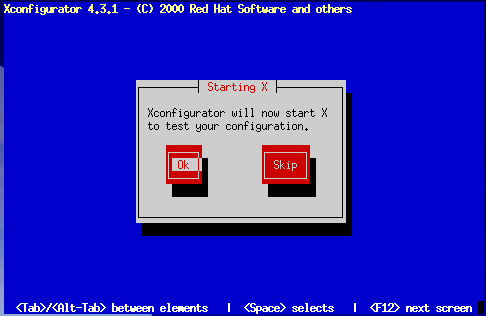 Xconfigurator 4.3.1 - (C) 2000 Red Hat Software and others
Starting X
Xconfigurator will now start X
to test your configuration.
Ok Skip
<Tab>/<Alt-Tab> between elements | <Space> selects | <F12> next screen